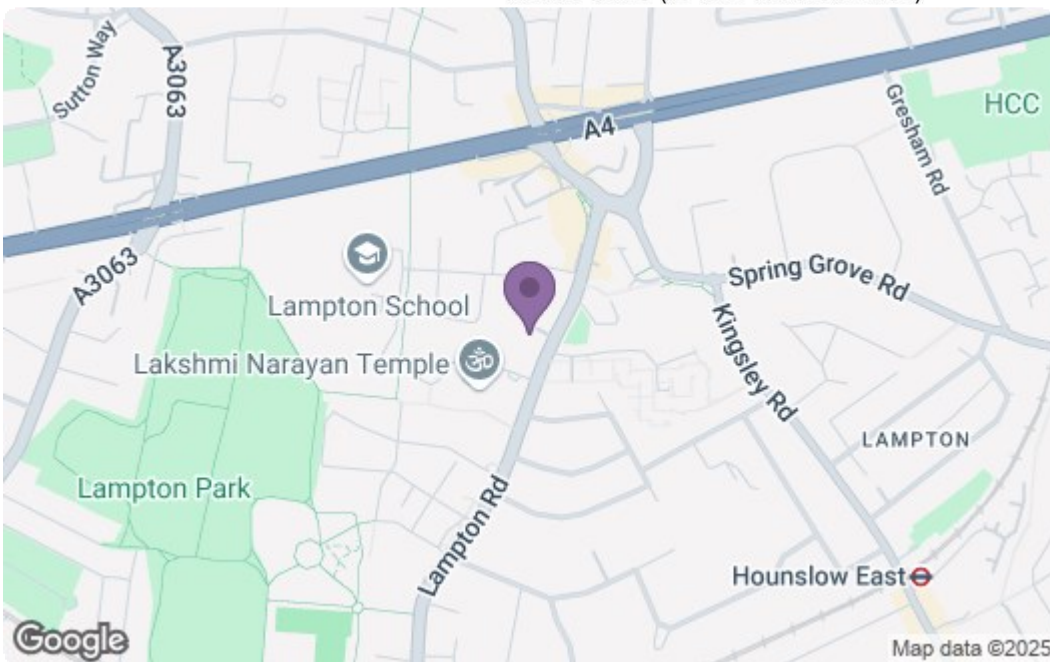 Sutton Way
A3063
A4
Gresham Rd
HCC
A3063
Lampton School
Spring Grove Rd
Lakshmi Narayan Temple
ॐ
Kingsley Rd
LAMPTON
Lampton Park
Lampton Rd
Hounslow East
Google
Map data ©2025